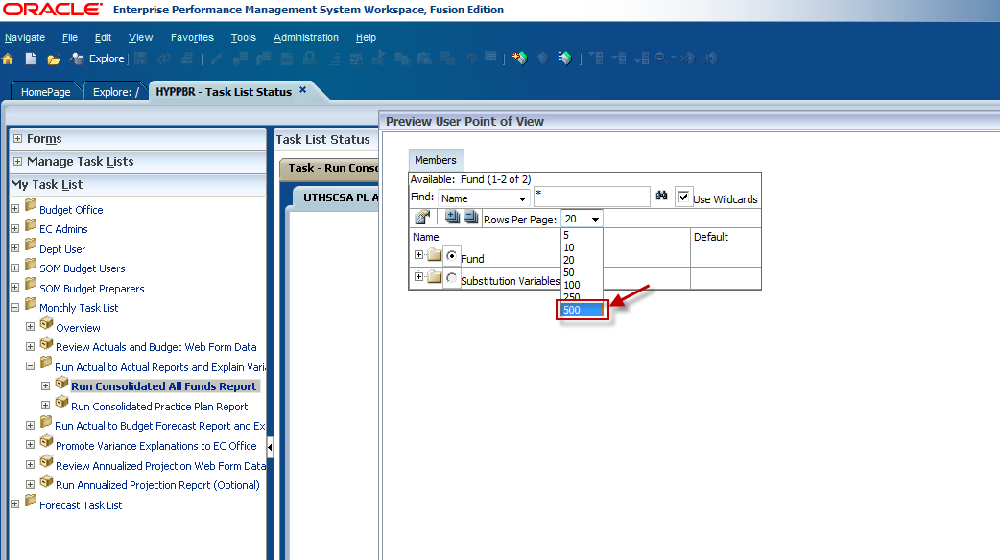 ORACLE® Enterprise Performance Management System Workspace, Fusion Edition
Navigate File Edit View Favorites Tools Administration Help
Explore
HomePage Explore: / HYPPBR - Task List Status ×
Preview User Point of View
Forms
Manage Task Lists
My Task List
Budget Office
EC Admins
Dept User
SOM Budget Users
SOM Budget Preparers
Monthly Task List
Overview
Review Actuals and Budget Web Form Data
Run Actual to Actual Reports and Explain Vari
Run Consolidated All Funds Report
Run Consolidated Practice Plan Report
Run Actual to Budget Forecast Report and Ex
Promote Variance Explanations to EC Office
Review Annualized Projection Web Form Data
Run Annualized Projection Report (Optional)
Forecast Task List
Task List Status
Task - Run Conso
UTHSCSA PL A
Members
Available: Fund (1-2 of 2)
Find: Name * Use Wildcards
Rows Per Page: 20
Name Default
Fund
Substitution Variables
5
10
20
50
100
250
500